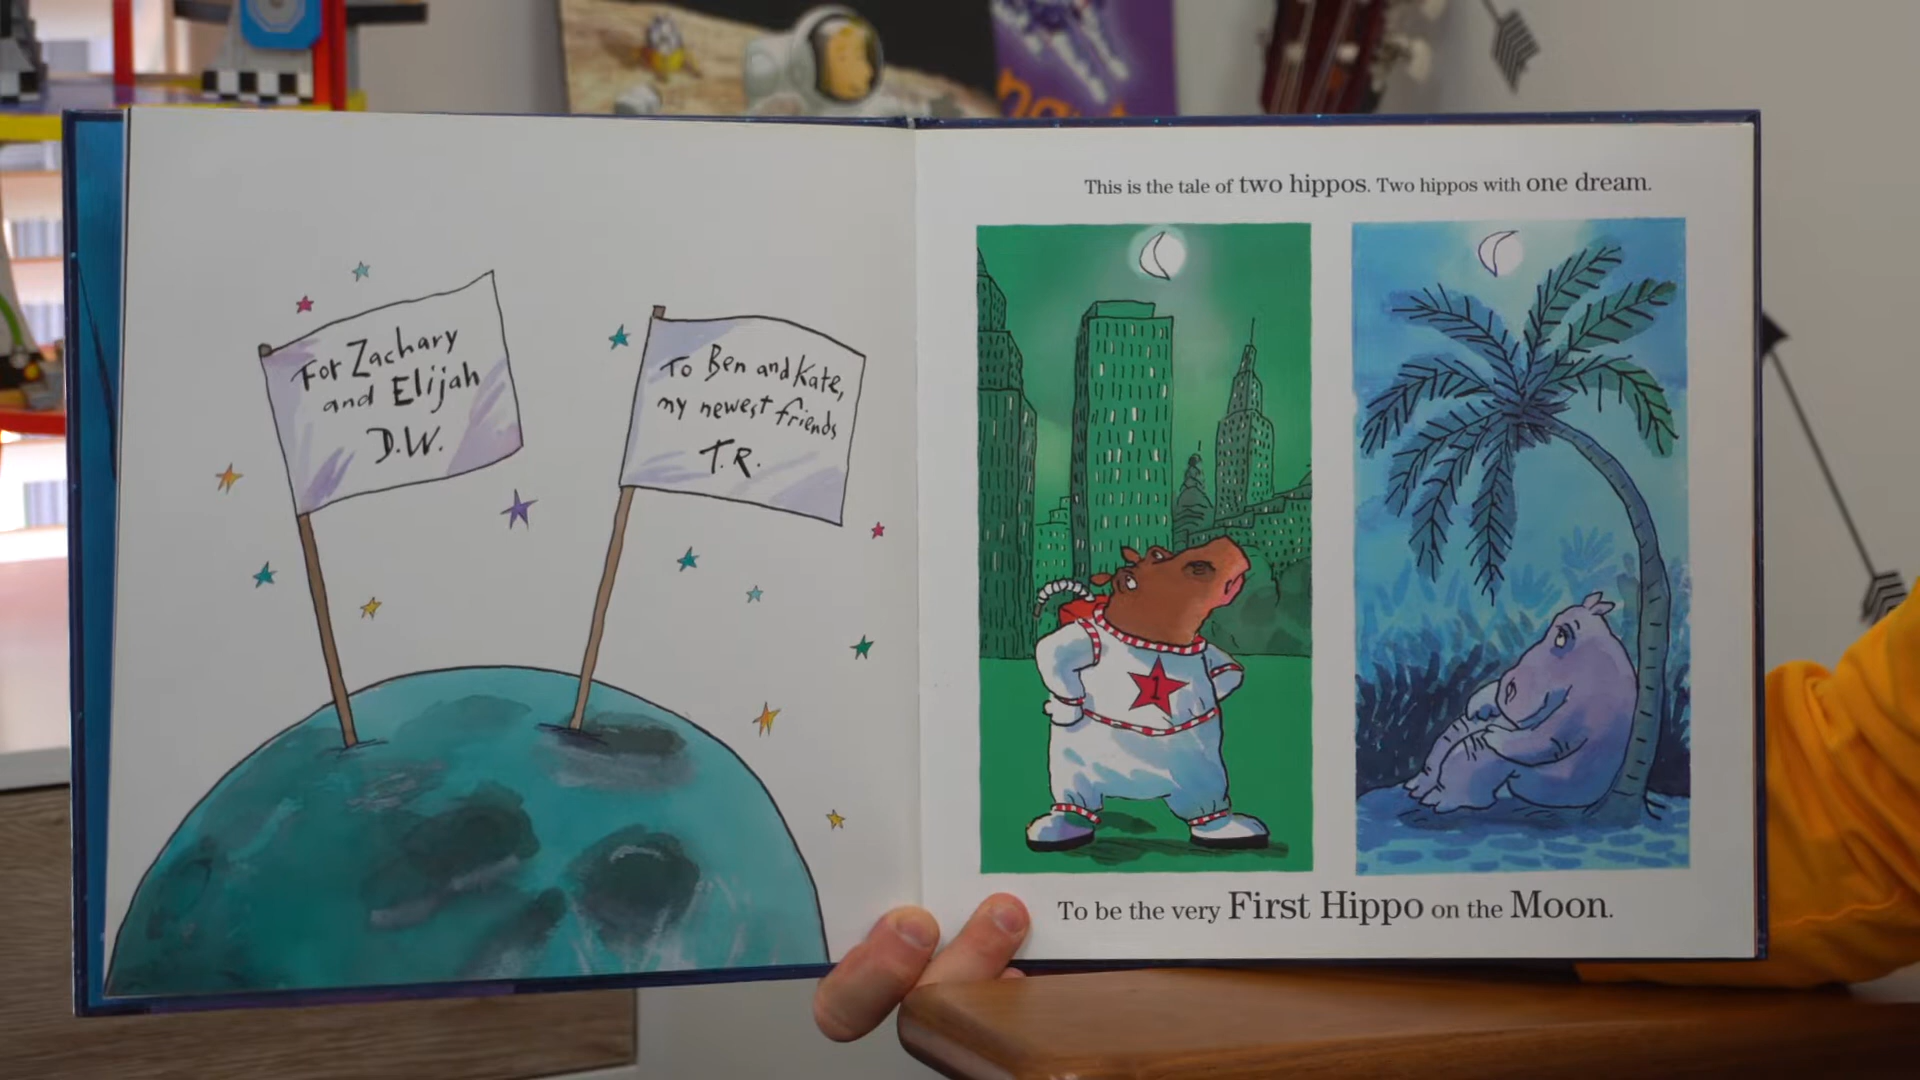 For Zachary
and Elijah
D.W.
To Ben and Kate,
my newest friends
T.R.
This is the tale of two hippos. Two hippos with one dream.
1
To be the very First Hippo on the Moon.